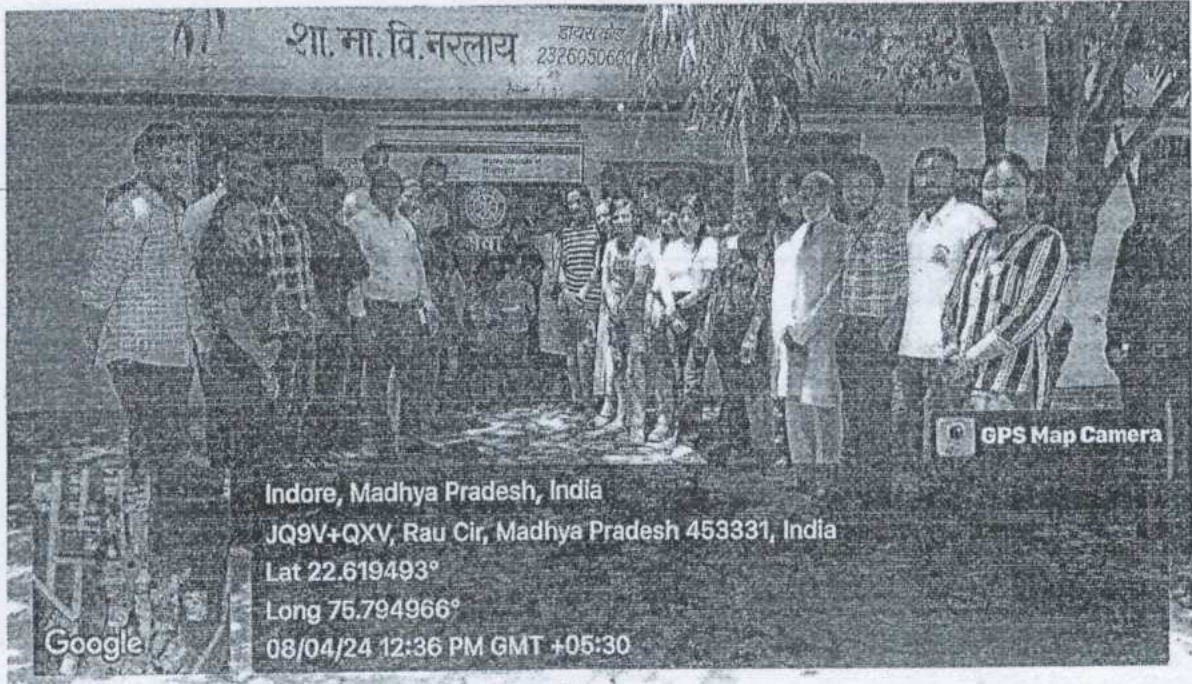 शा. मा. वि. नरलाय
डायस कोड
GPS Map Camera
Indore, Madhya Pradesh, India
JQ9V+QXV, Rau Cir, Madhya Pradesh 453331, India
Lat 22.619493°
Long 75.794966°
08/04/24 12:36 PM GMT +05:30
Google